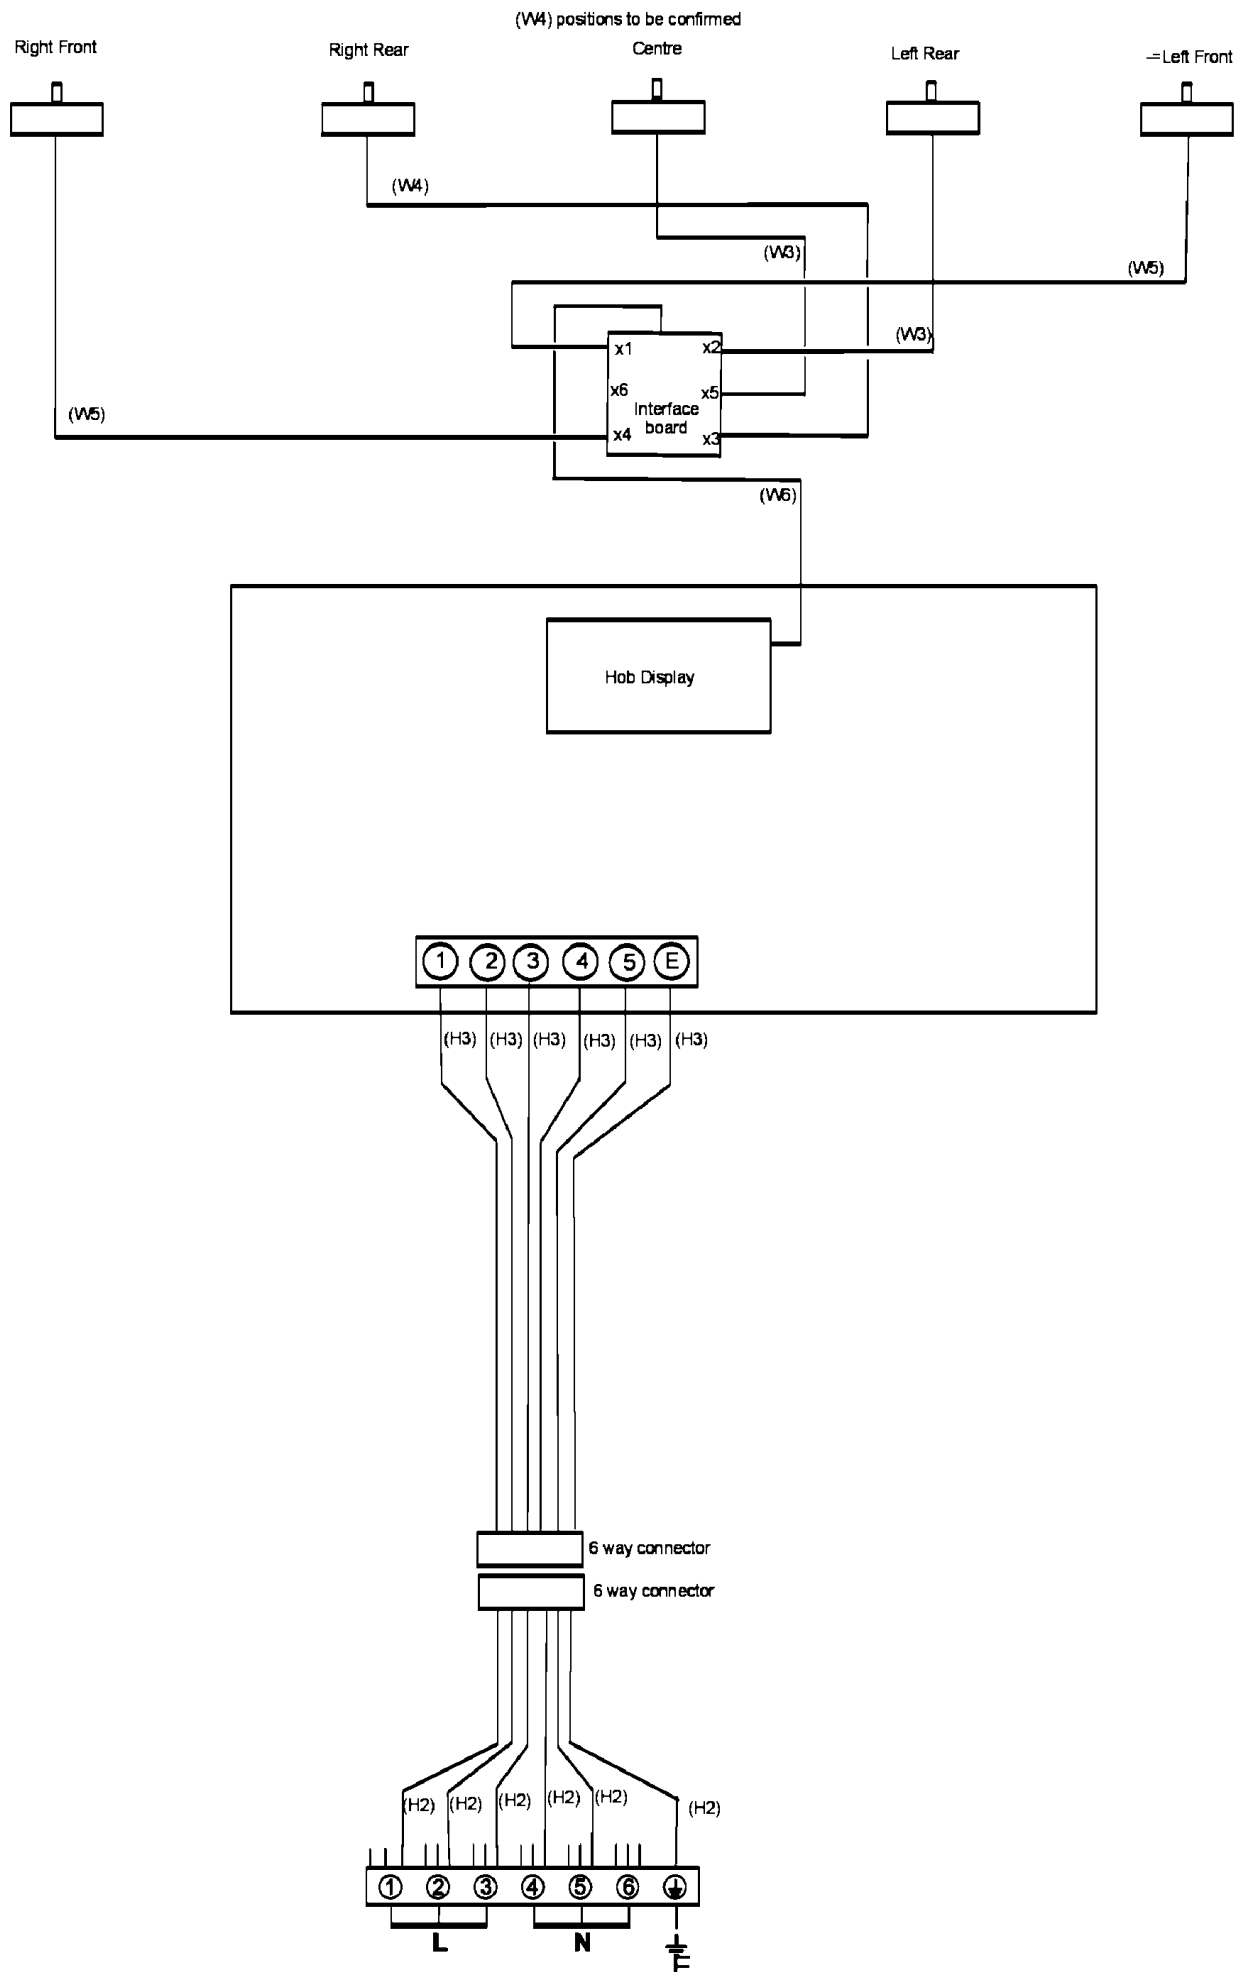 (W4) positions to be confirmed
Right Front
Right Rear
Centre
Left Rear
=Left Front
(W4)
(W3)
(W5)
(W3)
x1
x2
x6
x5
Interface
board
(W5)
x4
x3
(W6)
Hob Display
1 2 3 4 5 E
(H3) (H3) (H3) (H3) (H3) (H3)
6 way connector
6 way connector
(H2) (H2) (H2) (H2) (H2) (H2)
1 2 3 4 5 6
L N
E